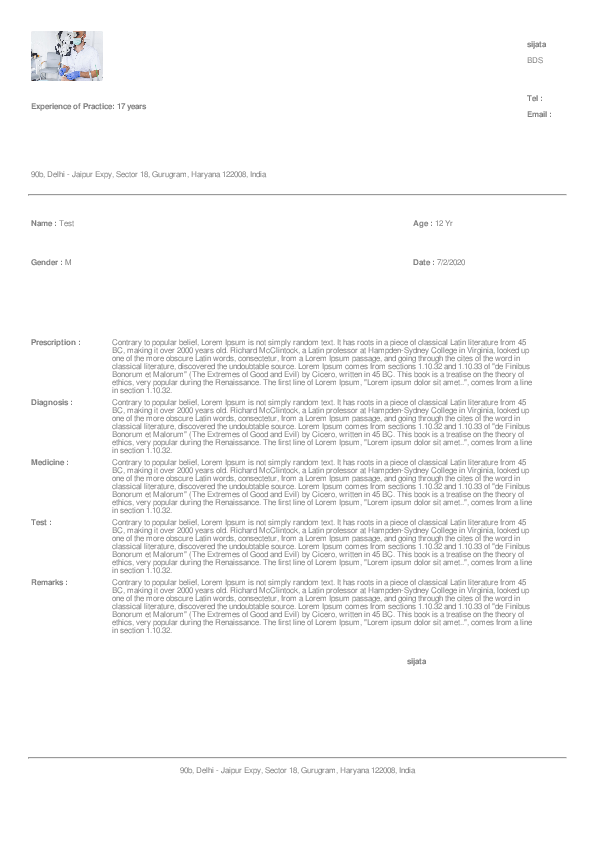 sijata
BDS
Tel :
Email :
Experience of Practice: 17 years
90b, Delhi - Jaipur Expy, Sector 18, Gurugram, Haryana 122008, India
Name : Test
Age : 12 Yr
Gender : M
Date : 7/2/2020
Prescription : Contrary to popular belief, Lorem Ipsum is not simply random text. It has roots in a piece of classical Latin literature from 45
BC, making it over 2000 years old. Richard McClintock, a Latin professor at Hampden-Sydney College in Virginia, looked up
one of the more obscure Latin words, consectetur, from a Lorem Ipsum passage, and going through the cites of the word in
classical literature, discovered the undoubtable source. Lorem Ipsum comes from sections 1.10.32 and 1.10.33 of "de Finibus
Bonorum et Malorum" (The Extremes of Good and Evil) by Cicero, written in 45 BC. This book is a treatise on the theory of
ethics, very popular during the Renaissance. The first line of Lorem Ipsum, "Lorem ipsum dolor sit amet..", comes from a line
in section 1.10.32.
Diagnosis : Contrary to popular belief, Lorem Ipsum is not simply random text. It has roots in a piece of classical Latin literature from 45
BC, making it over 2000 years old. Richard McClintock, a Latin professor at Hampden-Sydney College in Virginia, looked up
one of the more obscure Latin words, consectetur, from a Lorem Ipsum passage, and going through the cites of the word in
classical literature, discovered the undoubtable source. Lorem Ipsum comes from sections 1.10.32 and 1.10.33 of "de Finibus
Bonorum et Malorum" (The Extremes of Good and Evil) by Cicero, written in 45 BC. This book is a treatise on the theory of
ethics, very popular during the Renaissance. The first line of Lorem Ipsum, "Lorem ipsum dolor sit amet..", comes from a line
in section 1.10.32.
Medicine : Contrary to popular belief, Lorem Ipsum is not simply random text. It has roots in a piece of classical Latin literature from 45
BC, making it over 2000 years old. Richard McClintock, a Latin professor at Hampden-Sydney College in Virginia, looked up
one of the more obscure Latin words, consectetur, from a Lorem Ipsum passage, and going through the cites of the word in
classical literature, discovered the undoubtable source. Lorem Ipsum comes from sections 1.10.32 and 1.10.33 of "de Finibus
Bonorum et Malorum" (The Extremes of Good and Evil) by Cicero, written in 45 BC. This book is a treatise on the theory of
ethics, very popular during the Renaissance. The first line of Lorem Ipsum, "Lorem ipsum dolor sit amet..", comes from a line
in section 1.10.32.
Test : Contrary to popular belief, Lorem Ipsum is not simply random text. It has roots in a piece of classical Latin literature from 45
BC, making it over 2000 years old. Richard McClintock, a Latin professor at Hampden-Sydney College in Virginia, looked up
one of the more obscure Latin words, consectetur, from a Lorem Ipsum passage, and going through the cites of the word in
classical literature, discovered the undoubtable source. Lorem Ipsum comes from sections 1.10.32 and 1.10.33 of "de Finibus
Bonorum et Malorum" (The Extremes of Good and Evil) by Cicero, written in 45 BC. This book is a treatise on the theory of
ethics, very popular during the Renaissance. The first line of Lorem Ipsum, "Lorem ipsum dolor sit amet..", comes from a line
in section 1.10.32.
Remarks : Contrary to popular belief, Lorem Ipsum is not simply random text. It has roots in a piece of classical Latin literature from 45
BC, making it over 2000 years old. Richard McClintock, a Latin professor at Hampden-Sydney College in Virginia, looked up
one of the more obscure Latin words, consectetur, from a Lorem Ipsum passage, and going through the cites of the word in
classical literature, discovered the undoubtable source. Lorem Ipsum comes from sections 1.10.32 and 1.10.33 of "de Finibus
Bonorum et Malorum" (The Extremes of Good and Evil) by Cicero, written in 45 BC. This book is a treatise on the theory of
ethics, very popular during the Renaissance. The first line of Lorem Ipsum, "Lorem ipsum dolor sit amet..", comes from a line
in section 1.10.32.
sijata
90b, Delhi - Jaipur Expy, Sector 18, Gurugram, Haryana 122008, India